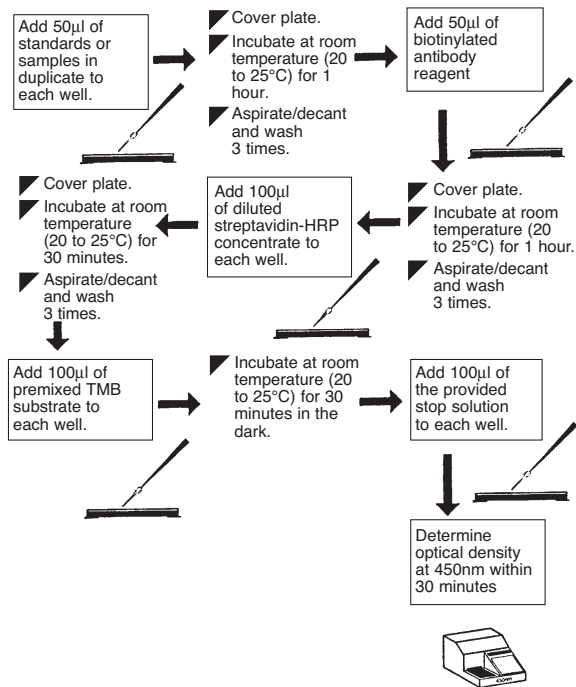 Add 50µl of
standards or
samples in
duplicate to
each well.
Cover plate.
Incubate at room
temperature (20
to 25°C) for 1
hour.
Aspirate/decant
and wash
3 times.
Add 50µl of
biotinylated
antibody
reagent
Cover plate.
Incubate at room
temperature (20
to 25°C) for 1 hour.
Aspirate/decant
and wash
3 times.
Add 100µl
of diluted
streptavidin-HRP
concentrate to
each well.
Cover plate.
Incubate at room
temperature
(20 to 25°C) for
30 minutes.
Aspirate/decant
and wash
3 times.
Add 100µl of
premixed TMB
substrate to
each well.
Incubate at room
temperature (20
to 25°C) for 30
minutes in the
dark.
Add 100µl of
the provided
stop solution
to each well.
Determine
optical density
at 450nm within
30 minutes
450nm